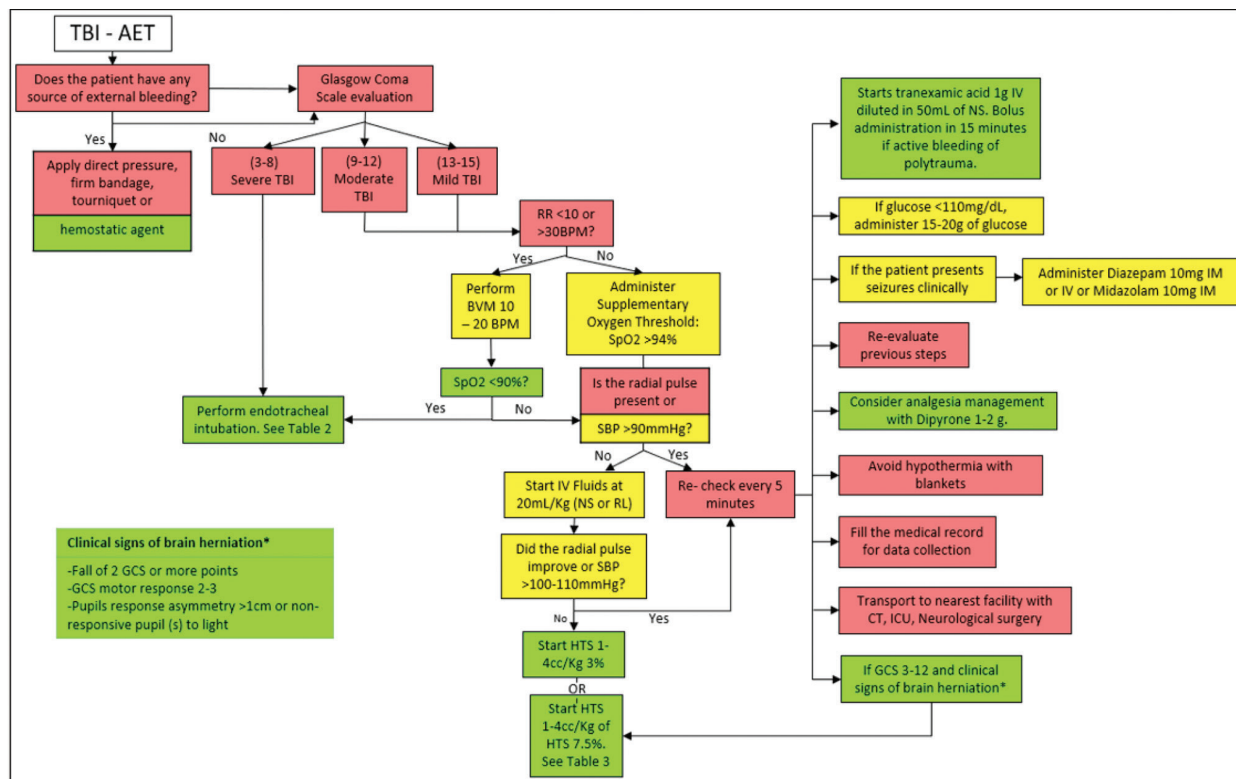 TBI - AET
Does the patient have any
source of external bleeding?
Glasgow Coma
Scale evaluation
Yes
No
Apply direct pressure,
firm bandage,
tourniquet or
hemostatic agent
(3-8)
Severe TBI
(9-12)
Moderate
TBI
(13-15)
Mild TBI
RR <10 or
>30BPM?
Yes
No
Perform
BVM 10
– 20 BPM
Administer
Supplementary
Oxygen Threshold:
SpO2 >94%
SpO2 <90%?
Yes
No
Perform endotracheal
intubation. See Table 2
Is the radial pulse
present or
SBP >90mmHg?
No
Yes
Start IV Fluids at
20mL/Kg (NS or RL)
Re- check every 5
minutes
Did the radial pulse
improve or SBP
>100-110mmHg?
No
Yes
Start HTS 1-
4cc/Kg 3%
OR
Start HTS
1-4cc/Kg of
HTS 7.5%.
See Table 3
Clinical signs of brain herniation*
-Fall of 2 GCS or more points
-GCS motor response 2-3
-Pupils response asymmetry >1cm or non-
responsive pupil (s) to light
Starts tranexamic acid 1g IV
diluted in 50mL of NS. Bolus
administration in 15 minutes
if active bleeding of
polytrauma.
If glucose <110mg/dL,
administer 15-20g of glucose
If the patient presents
seizures clinically
Administer Diazepam 10mg IM
or IV or Midazolam 10mg IM
Re-evaluate
previous steps
Consider analgesia management
with Dipyrone 1-2 g.
Avoid hypothermia with
blankets
Fill the medical record
for data collection
Transport to nearest facility with
CT, ICU, Neurological surgery
If GCS 3-12 and clinical
signs of brain herniation*